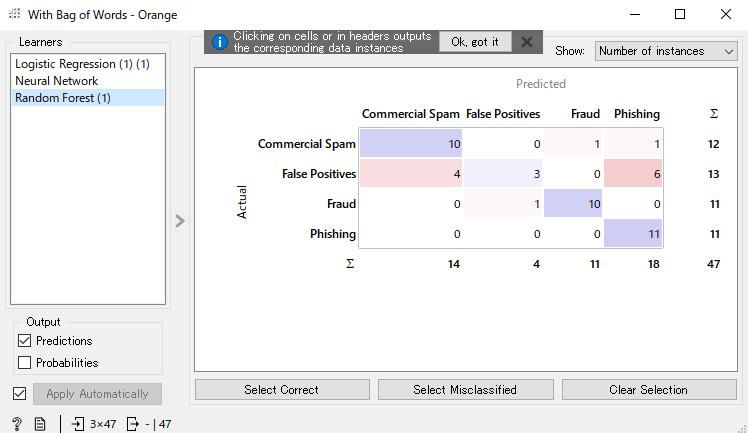 With Bag of Words - Orange
Learners
Logistic Regression (1) (1)
Neural Network
Random Forest (1)
Output
Predictions
Probabilities
Apply Automatically
Clicking on cells or in headers outputs
the corresponding data instances
Ok, got it
Show: Number of instances
Predicted
Commercial Spam False Positives Fraud Phishing Σ
Commercial Spam 10 0 1 1 12
False Positives 4 3 0 6 13
Fraud 0 1 10 0 11
Phishing 0 0 0 11 11
Σ 14 4 11 18 47
Actual
Select Correct Select Misclassified Clear Selection
? 3×47 - | 47